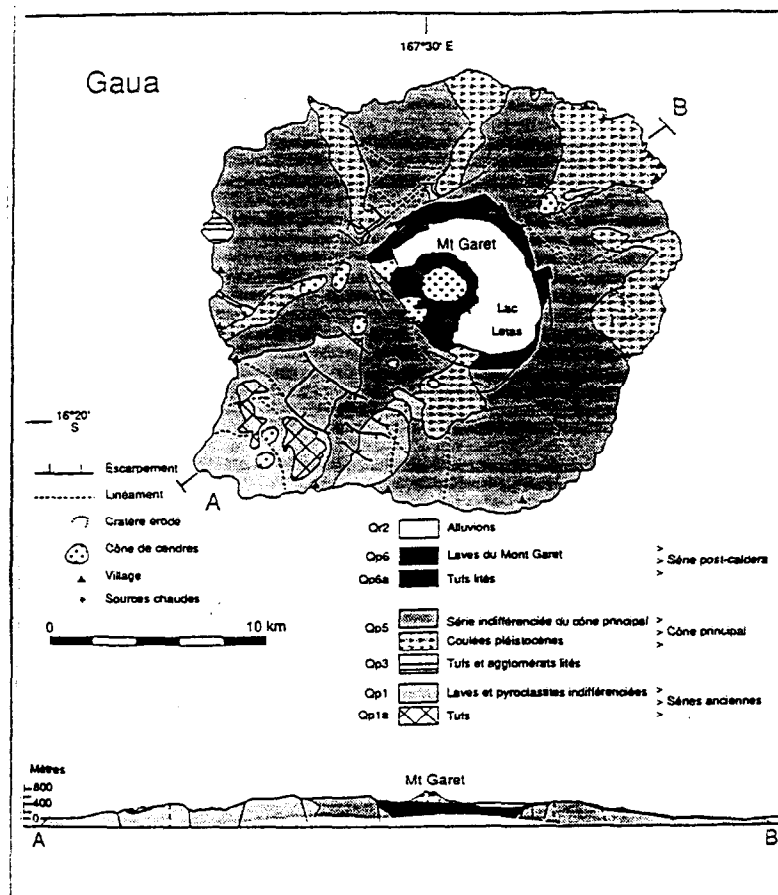 167°30' E
Gaua
B
Mt Garet
Lac
Letas
16°20'
S
A
Escarpement
Linéament
Cratère érodé
Cône de cendres
Village
Sources chaudes
0 10 km
Qr2 Alluvions
Qp6 Laves du Mont Garet
Qp6a Tufs lités
> Série post-caldera
Qp5 Série indifférenciée du cône principal
Coulées pléistocènes
Qp3 Tufs et agglomérats lités
> Cône principal
Qp1 Laves et pyroclastites indifférenciées
Qp1a Tufs
> Séries anciennes
Mètres
800
400
0
Mt Garet
A B